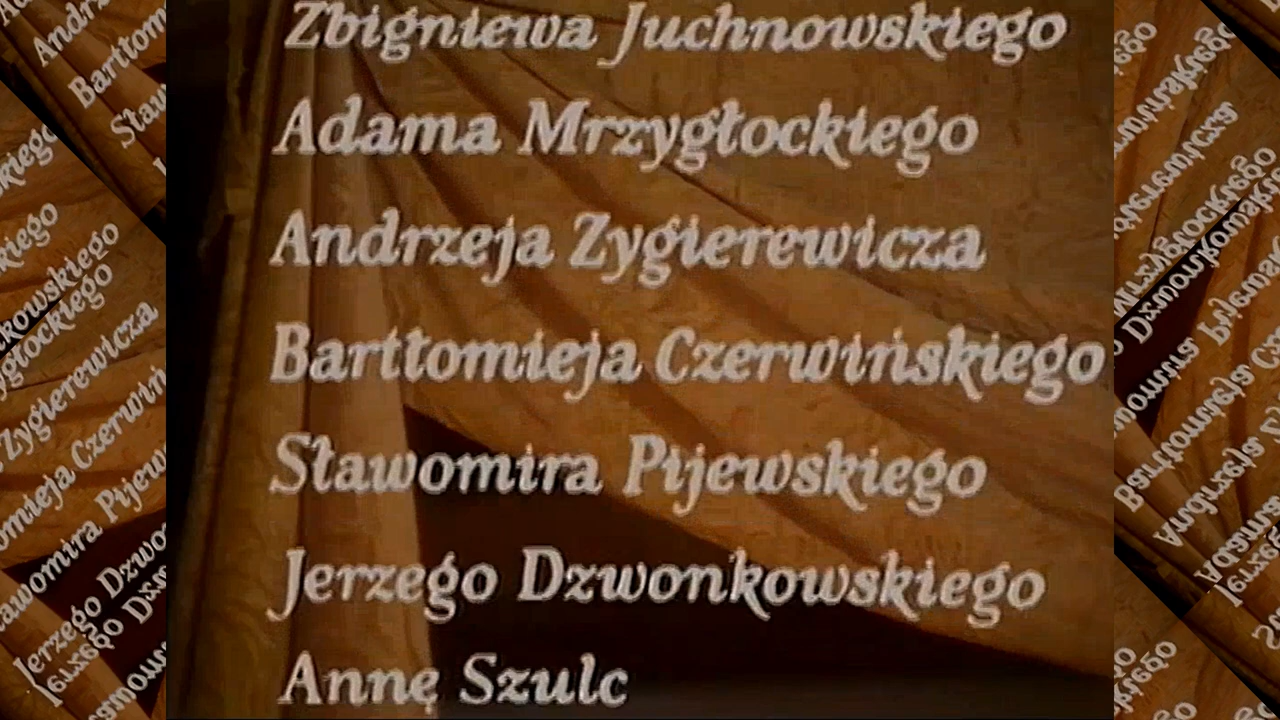 Zbigniewa Juchnowskiego
Adama Mrzygłockiego
Andrzeja Zygierewicza
Bartłomieja Czerwińskiego
Sławomira Pijewskiego
Jerzego Dzwonkowskiego
Annę Szulc